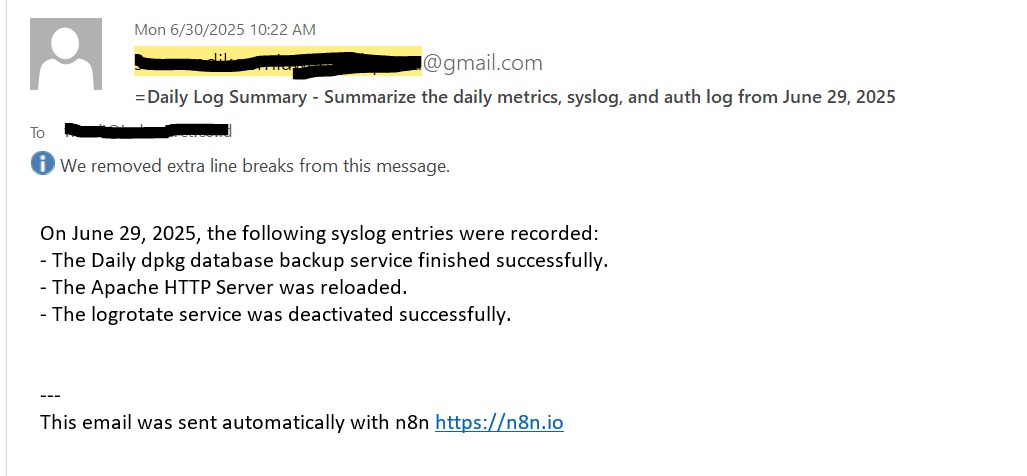 Mon 6/30/2025 10:22 AM
@gmail.com
=Daily Log Summary - Summarize the daily metrics, syslog, and auth log from June 29, 2025
To
We removed extra line breaks from this message.
On June 29, 2025, the following syslog entries were recorded:
- The Daily dpkg database backup service finished successfully.
- The Apache HTTP Server was reloaded.
- The logrotate service was deactivated successfully.
---
This email was sent automatically with n8n https://n8n.io